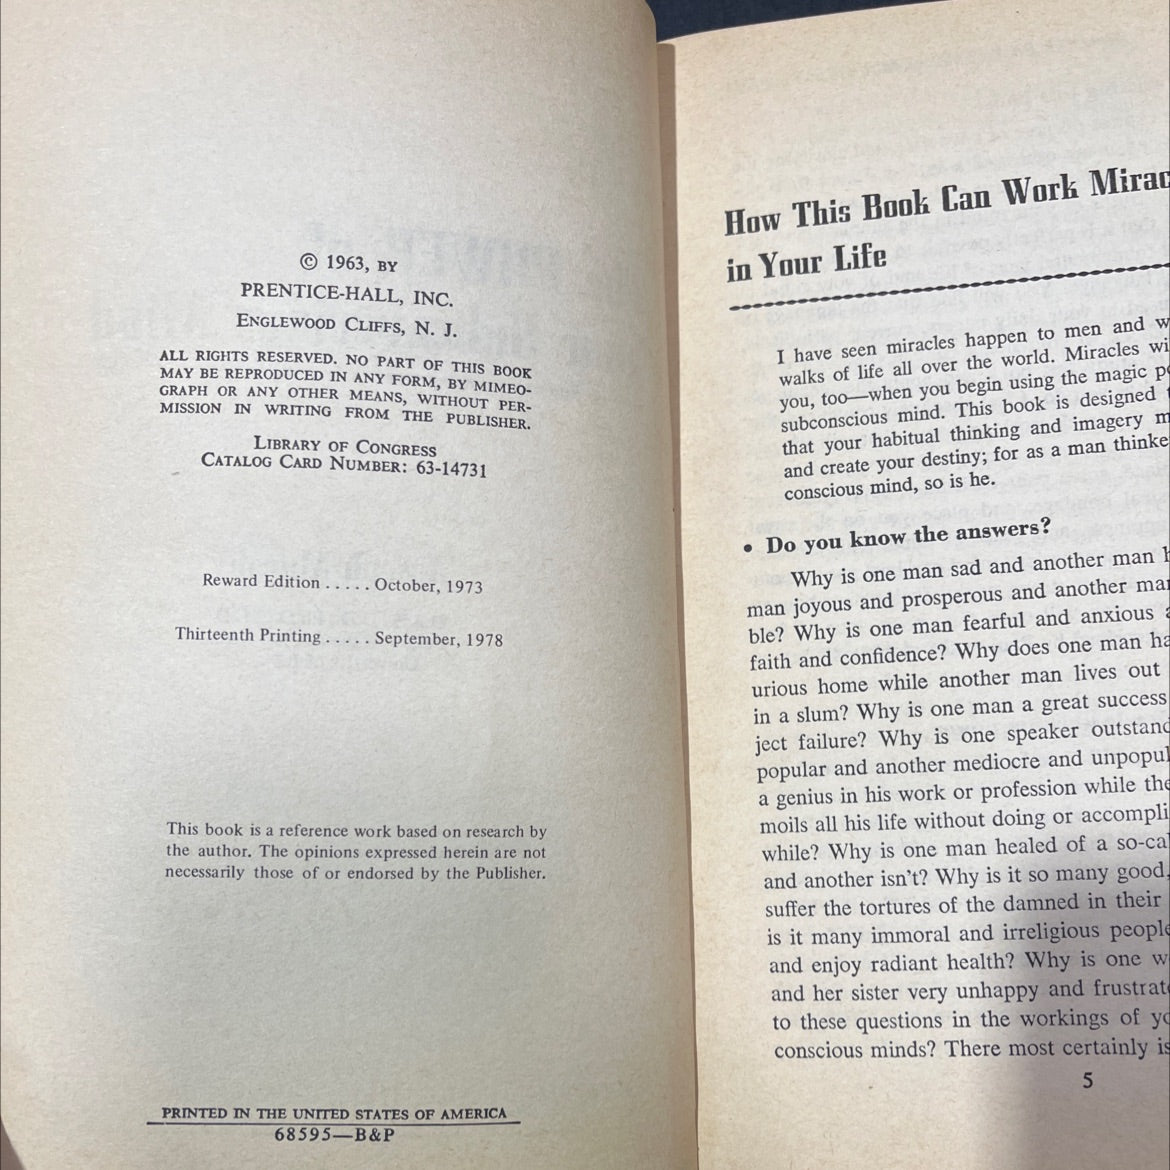 © 1963, BY
PRENTICE-HALL, INC.
ENGLEWOOD CLIFFS, N. J.
ALL RIGHTS RESERVED. NO PART OF THIS BOOK
MAY BE REPRODUCED IN ANY FORM, BY MIMEO-
GRAPH OR ANY OTHER MEANS, WITHOUT PER-
MISSION IN WRITING FROM THE PUBLISHER.
LIBRARY OF CONGRESS
CATALOG CARD NUMBER: 63-14731
Reward Edition ..... October, 1973
Thirteenth Printing ..... September, 1978
This book is a reference work based on research by
the author. The opinions expressed herein are not
necessarily those of or endorsed by the Publisher.
PRINTED IN THE UNITED STATES OF AMERICA
68595—B&P
How This Book Can Work
in Your Life
I have seen miracles happen to men and
walks of life all over the world. Miracles
you, too—when you begin using the magic
subconscious mind. This book is designed
that your habitual thinking and imagery
and create your destiny; for as a man
conscious mind, so is he.
• Do you know the answers?
Why is one man sad and another man
man joyous and prosperous and another
ble? Why is one man fearful and anxious
faith and confidence? Why does one man
urious home while another man lives out
in a slum? Why is one man a great success
ject failure? Why is one speaker
popular and another mediocre and
a genius in his work or profession while
moils all his life without doing or
while? Why is one man healed of a
and another isn't? Why is it so many good,
suffer the tortures of the damned in their
is it many immoral and irreligious people
and enjoy radiant health? Why is one
and her sister very unhappy and
to these questions in the workings of
conscious minds? There most certainly is
5